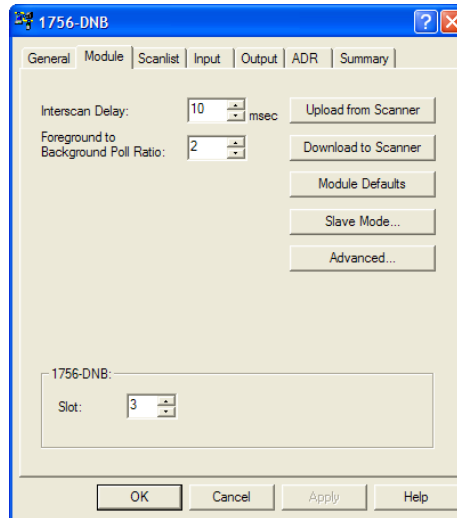 1756-DNB
General Module Scanlist Input Output ADR Summary
Interscan Delay: 10 msec Upload from Scanner
Foreground to
Background Poll Ratio: 2 Download to Scanner
Module Defaults
Slave Mode...
Advanced...
1756-DNB:
Slot: 3
OK Cancel Apply Help